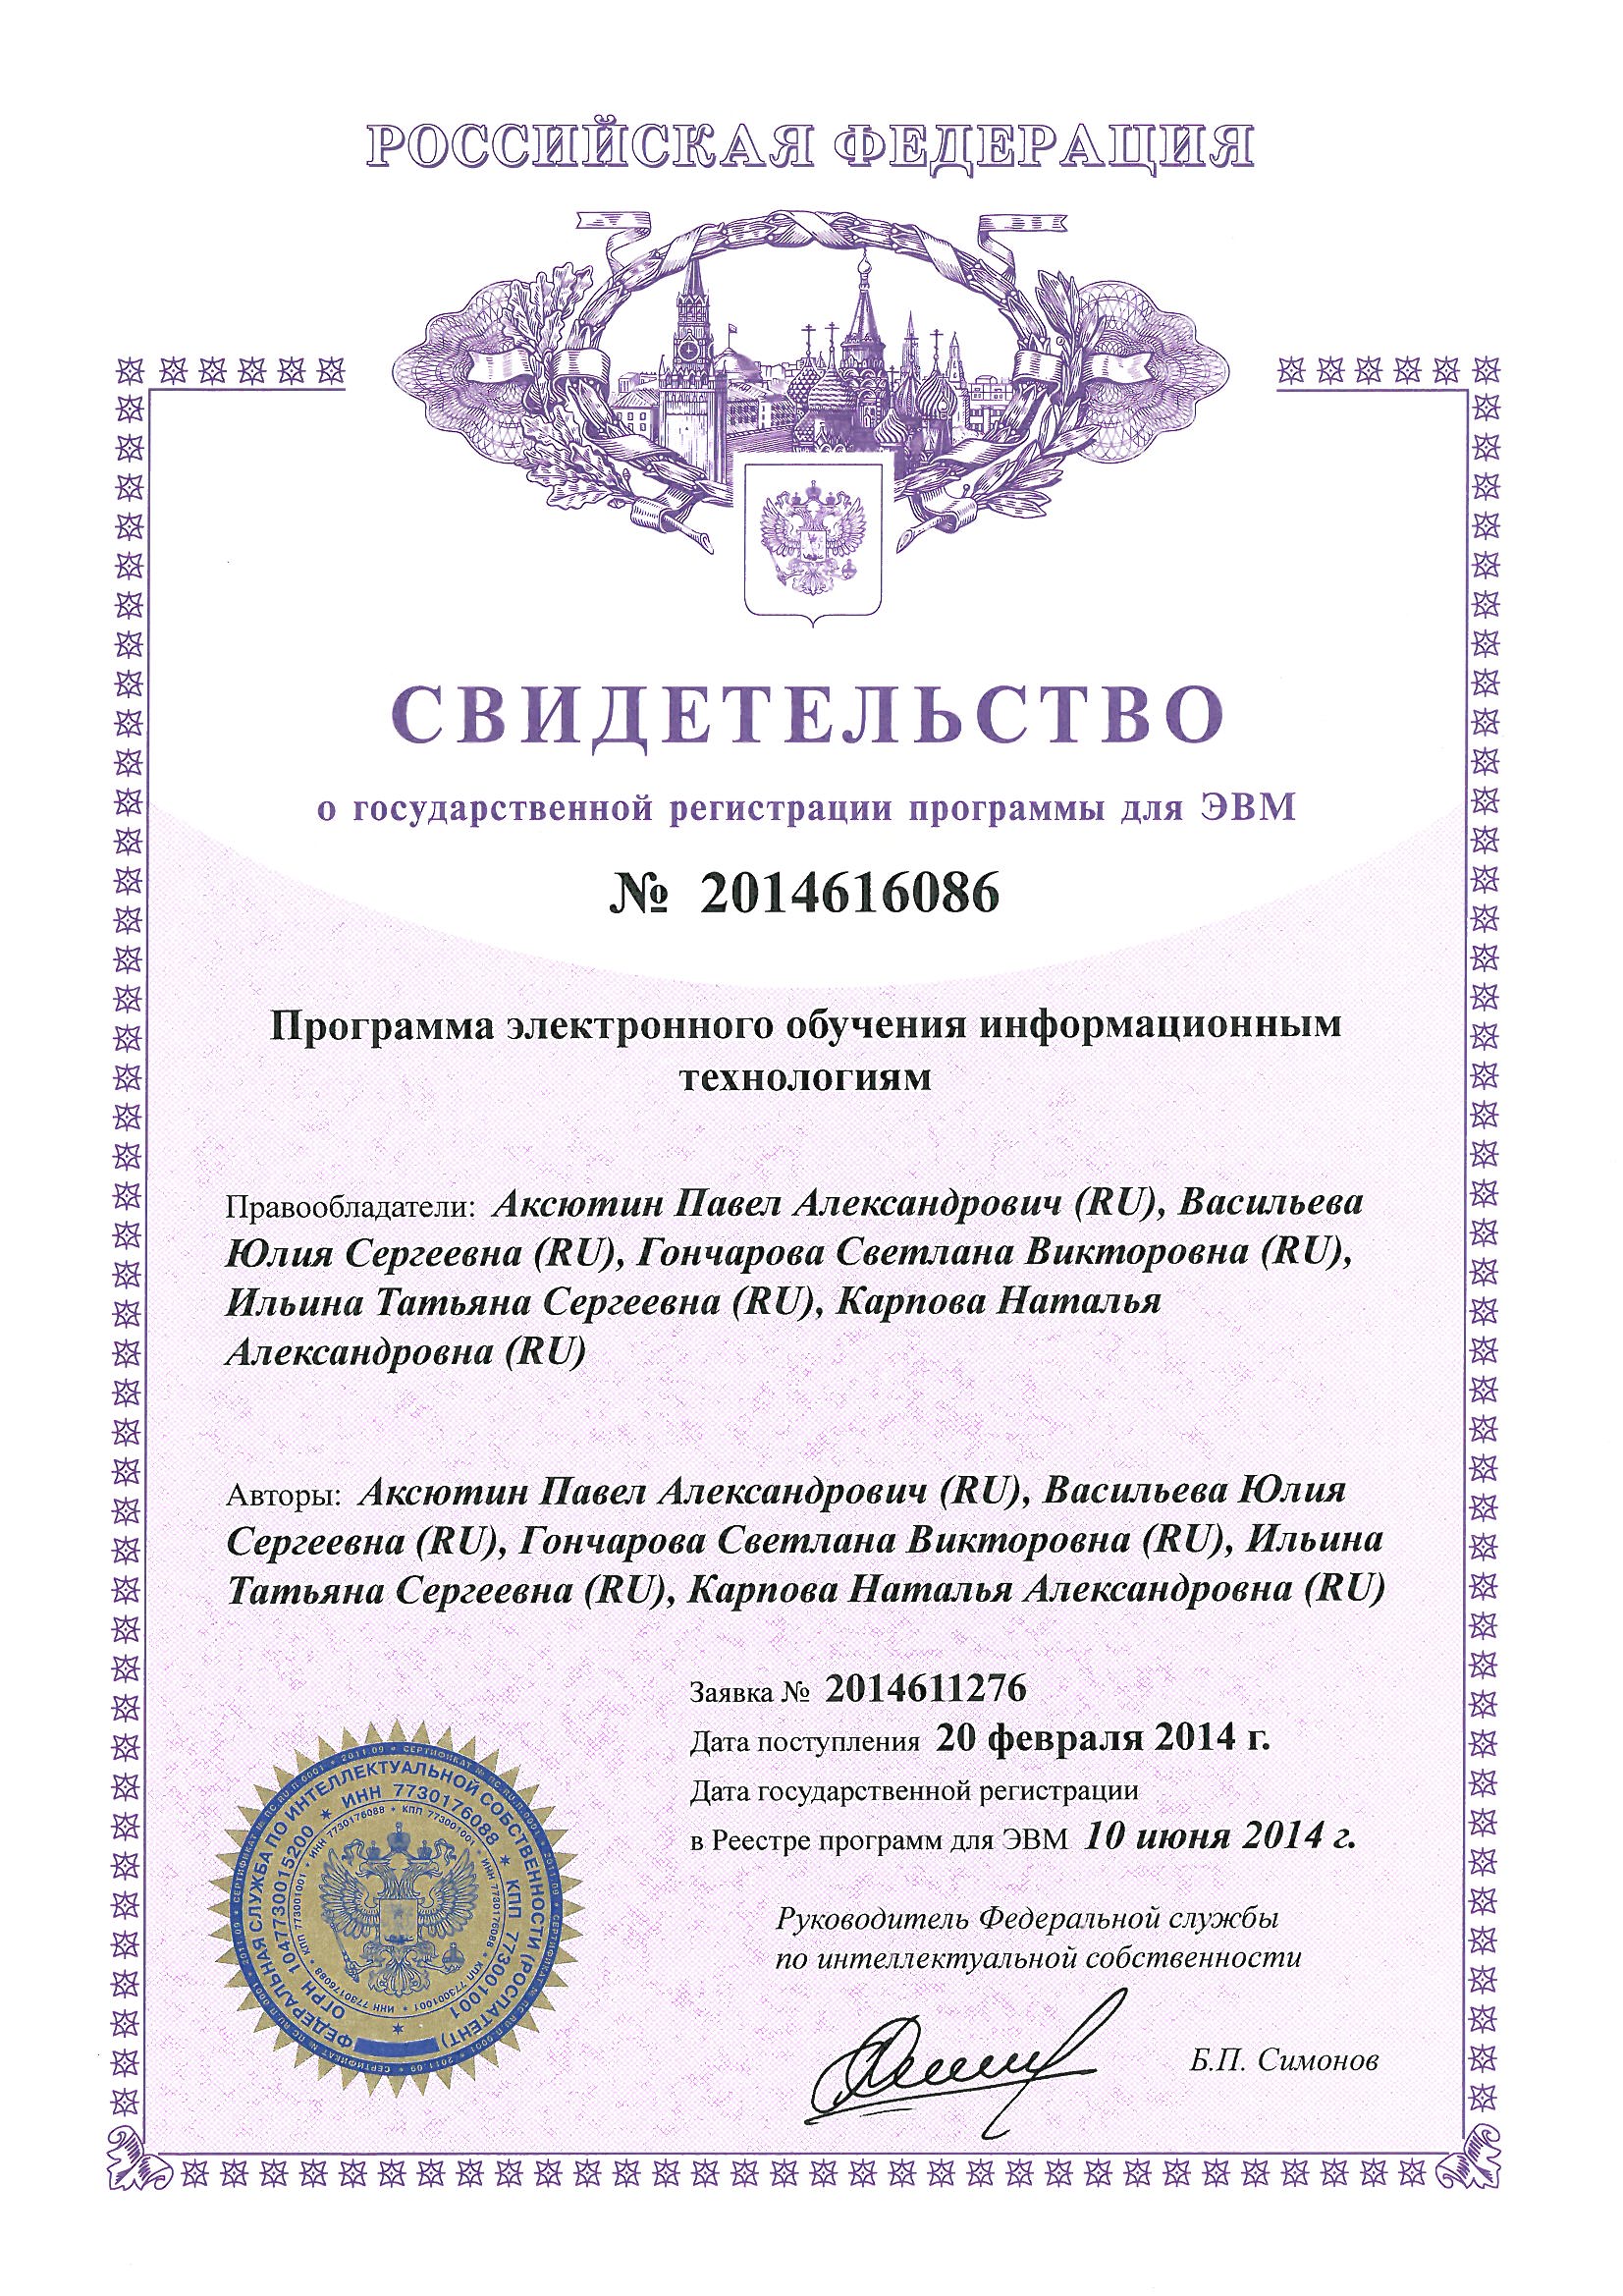 РОССИЙСКАЯ ФЕДЕРАЦИЯ
СВИДЕТЕЛЬСТВО
о государственной регистрации программы для ЭВМ
№ 2014616086
Программа электронного обучения информационным
технологиям
Правообладатели: Аксютин Павел Александрович (RU), Васильева
Юлия Сергеевна (RU), Гончарова Светлана Викторовна (RU),
Ильина Татьяна Сергеевна (RU), Карпова Наталья
Александровна (RU)
Авторы: Аксютин Павел Александрович (RU), Васильева Юлия
Сергеевна (RU), Гончарова Светлана Викторовна (RU), Ильина
Татьяна Сергеевна (RU), Карпова Наталья Александровна (RU)
Заявка № 2014611276
Дата поступления 20 февраля 2014 г.
Дата государственной регистрации
в Реестре программ для ЭВМ 10 июня 2014 г.
Руководитель Федеральной службы
по интеллектуальной собственности
Б.П. Симонов
ФЕДЕРАЛЬНАЯ СЛУЖБА ПО ИНТЕЛЛЕКТУАЛЬНОЙ СОБСТВЕННОСТИ (РОСПАТЕНТ)
ОГРН 1047730015200 * ИНН 7730176088 * КПП 773001001 *